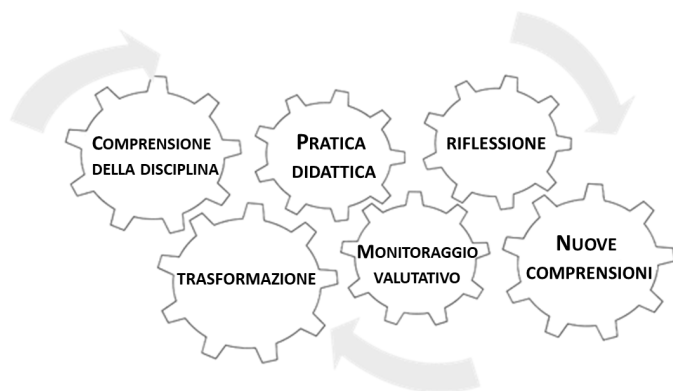 COMPRENSIONE
DELLA DISCIPLINA
PRATICA
DIDATTICA
RIFLESSIONE
TRASFORMAZIONE
MONITORAGGIO
VALUTATIVO
NUOVE
COMPRENSIONI